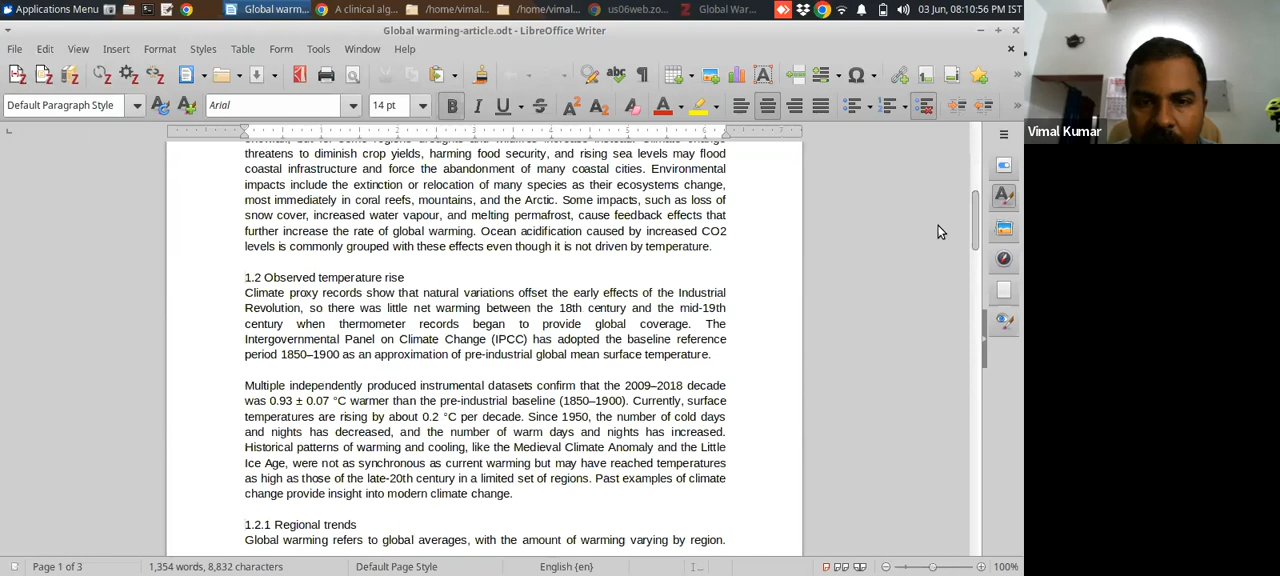 Applications Menu
Global warm...
A clinical alg...
/home/vimal...
/home/vimal...
us06web.zo...
Global War...
03 Jun, 08:10:56 PM IST
Global warming-article.odt - LibreOffice Writer
File Edit View Insert Format Styles Table Form Tools Window Help
Default Paragraph Style
Arial
14 pt
threatens to diminish crop yields, harming food security, and rising sea levels may flood
coastal infrastructure and force the abandonment of many coastal cities. Environmental
impacts include the extinction or relocation of many species as their ecosystems change,
most immediately in coral reefs, mountains, and the Arctic. Some impacts, such as loss of
snow cover, increased water vapour, and melting permafrost, cause feedback effects that
further increase the rate of global warming. Ocean acidification caused by increased CO2
levels is commonly grouped with these effects even though it is not driven by temperature.
1.2 Observed temperature rise
Climate proxy records show that natural variations offset the early effects of the Industrial
Revolution, so there was little net warming between the 18th century and the mid-19th
century when thermometer records began to provide global coverage. The
Intergovernmental Panel on Climate Change (IPCC) has adopted the baseline reference
period 1850–1900 as an approximation of pre-industrial global mean surface temperature.
Multiple independently produced instrumental datasets confirm that the 2009–2018 decade
was 0.93 ± 0.07 °C warmer than the pre-industrial baseline (1850–1900). Currently, surface
temperatures are rising by about 0.2 °C per decade. Since 1950, the number of cold days
and nights has decreased, and the number of warm days and nights has increased.
Historical patterns of warming and cooling, like the Medieval Climate Anomaly and the Little
Ice Age, were not as synchronous as current warming but may have reached temperatures
as high as those of the late-20th century in a limited set of regions. Past examples of climate
change provide insight into modern climate change.
1.2.1 Regional trends
Global warming refers to global averages, with the amount of warming varying by region.
Page 1 of 3
1,354 words, 8,832 characters
Default Page Style
English {en}
100%
Vimal Kumar